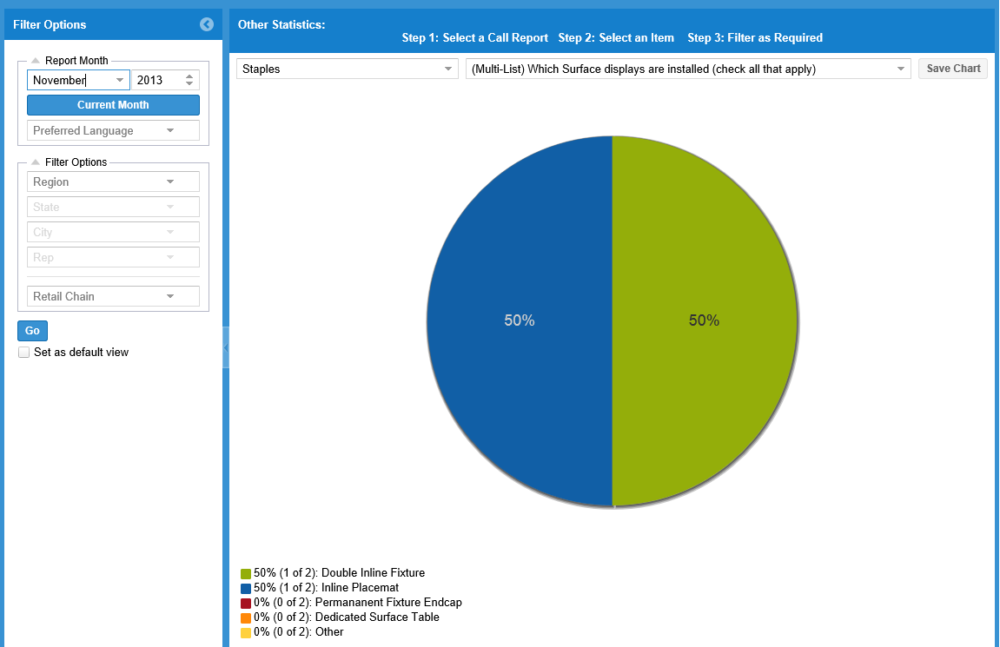 Filter Options
Report Month
November 2013
Current Month
Preferred Language
Filter Options
Region
State
City
Rep
Retail Chain
Go
Set as default view
Other Statistics:
Step 1: Select a Call Report Step 2: Select an Item Step 3: Filter as Required
Staples (Multi-List) Which Surface displays are installed (check all that apply) Save Chart
50% 50%
50% (1 of 2): Double Inline Fixture
50% (1 of 2): Inline Placemat
0% (0 of 2): Permananent Fixture Endcap
0% (0 of 2): Dedicated Surface Table
0% (0 of 2): Other